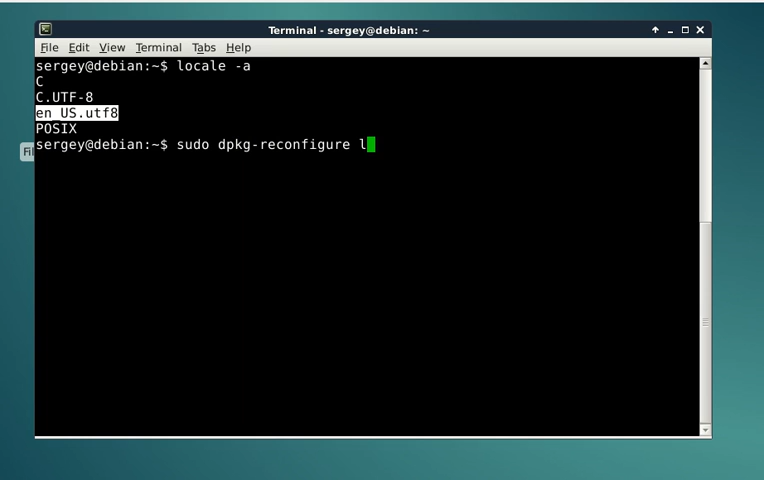 Terminal - sergey@debian: ~
File Edit View Terminal Tabs Help
sergey@debian:~$ locale -a
C
C.UTF-8
en_US.utf8
POSIX
sergey@debian:~$ sudo dpkg-reconfigure l
Fil